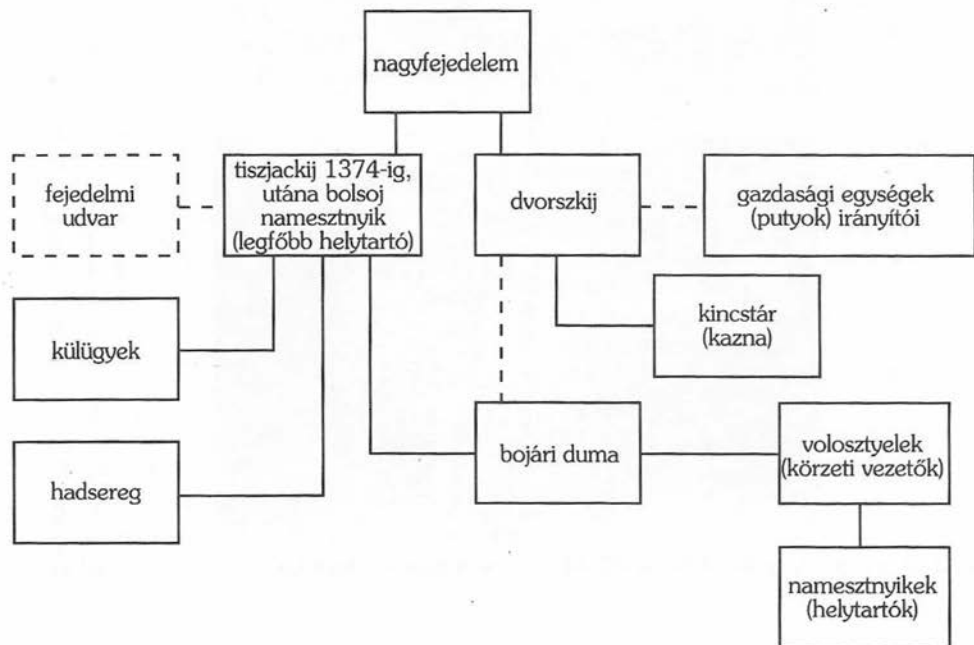 nagyfejedelem
fejedelmi
udvar
tiszjackij 1374-ig,
utána bolsoj
namesztnyik
(legfőbb helytartó)
dvorszkij
gazdasági egységek
(putyok) irányítói
külügyek
kincstár
(kazna)
hadsereg
bojári duma
volosztyelek
(körzeti vezetők)
namesztnyikek
(helytartók)